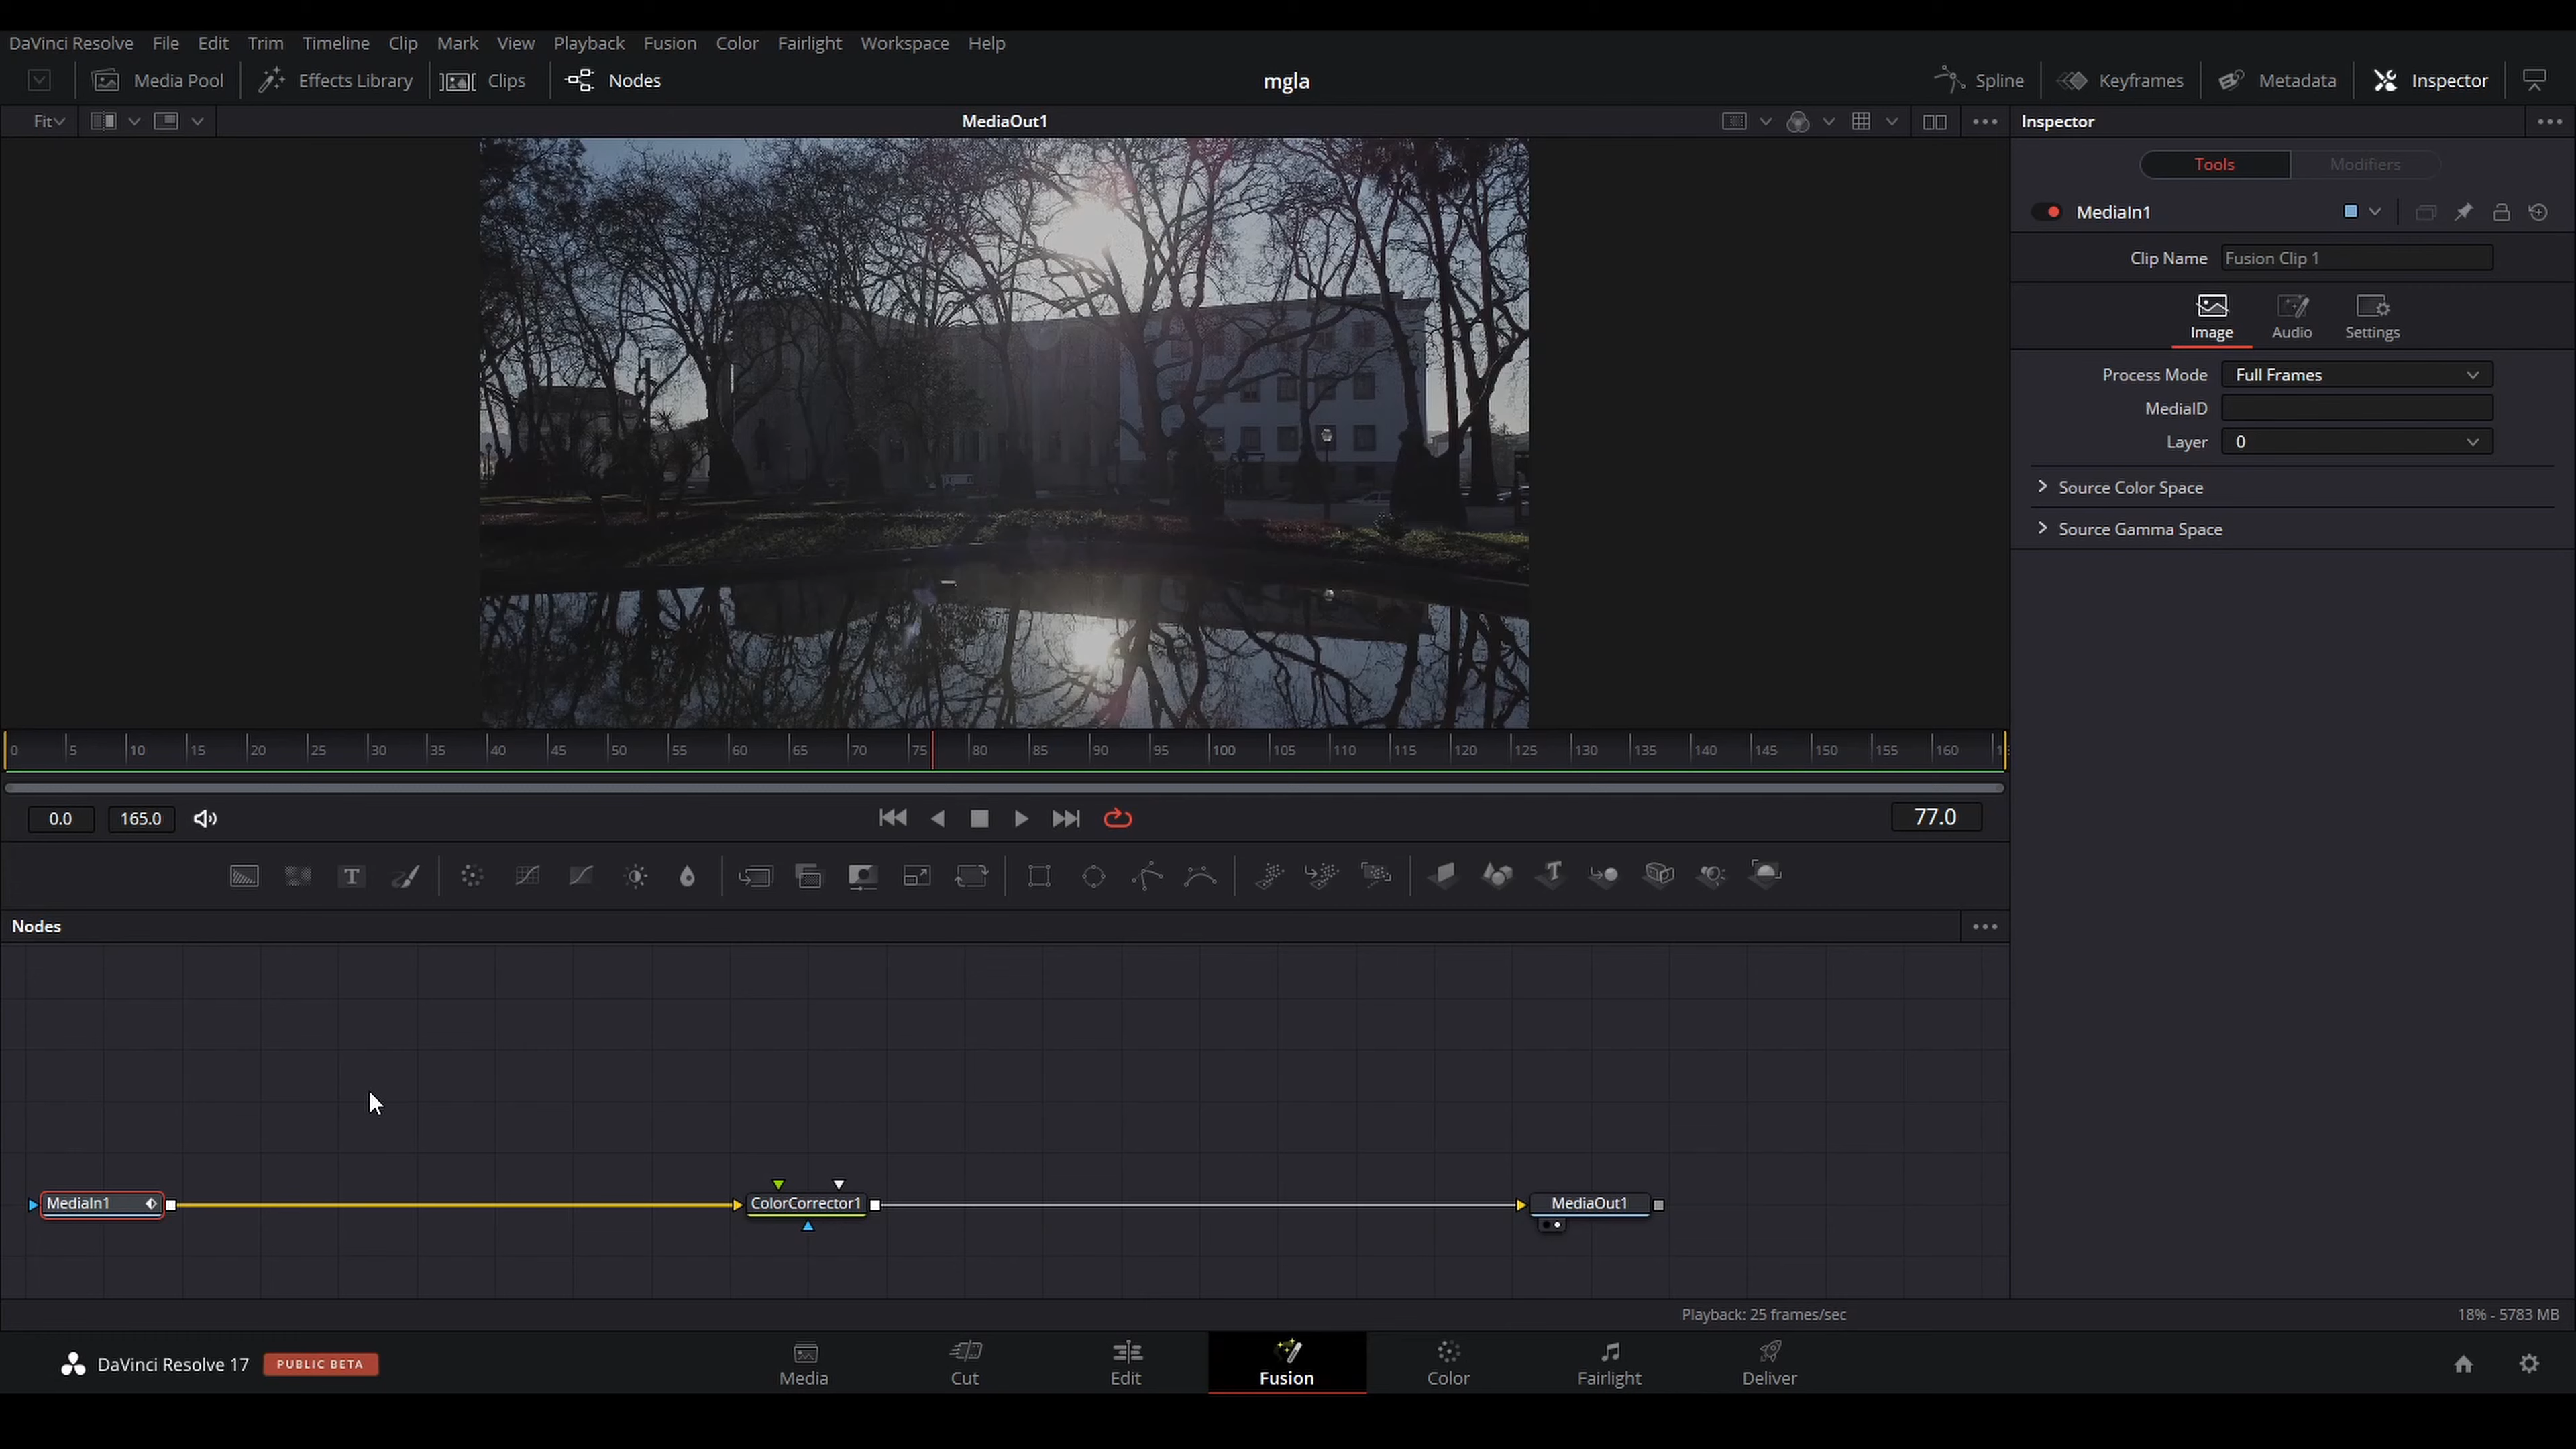 DaVinci Resolve File Edit Trim Timeline Clip Mark View Playback Fusion Color Fairlight Workspace Help
Media Pool Effects Library Clips Nodes mgla Spline Keyframes Metadata Inspector
Fit MediaOut1 Inspector
Tools Modifiers
MediaIn1
Clip Name Fusion Clip 1
Image Audio Settings
Process Mode Full Frames
MediaID
Layer 0
Source Color Space
Source Gamma Space
0 5 10 15 20 25 30 35 40 45 50 55 60 65 70 75 80 85 90 95 100 105 110 115 120 125 130 135 140 145 150 155 160
0.0 165.0 77.0
T T
Nodes
MediaIn1 ColorCorrector1 MediaOut1
Playback: 25 frames/sec 18% - 5783 MB
DaVinci Resolve 17 PUBLIC BETA Media Cut Edit Fusion Color Fairlight Deliver